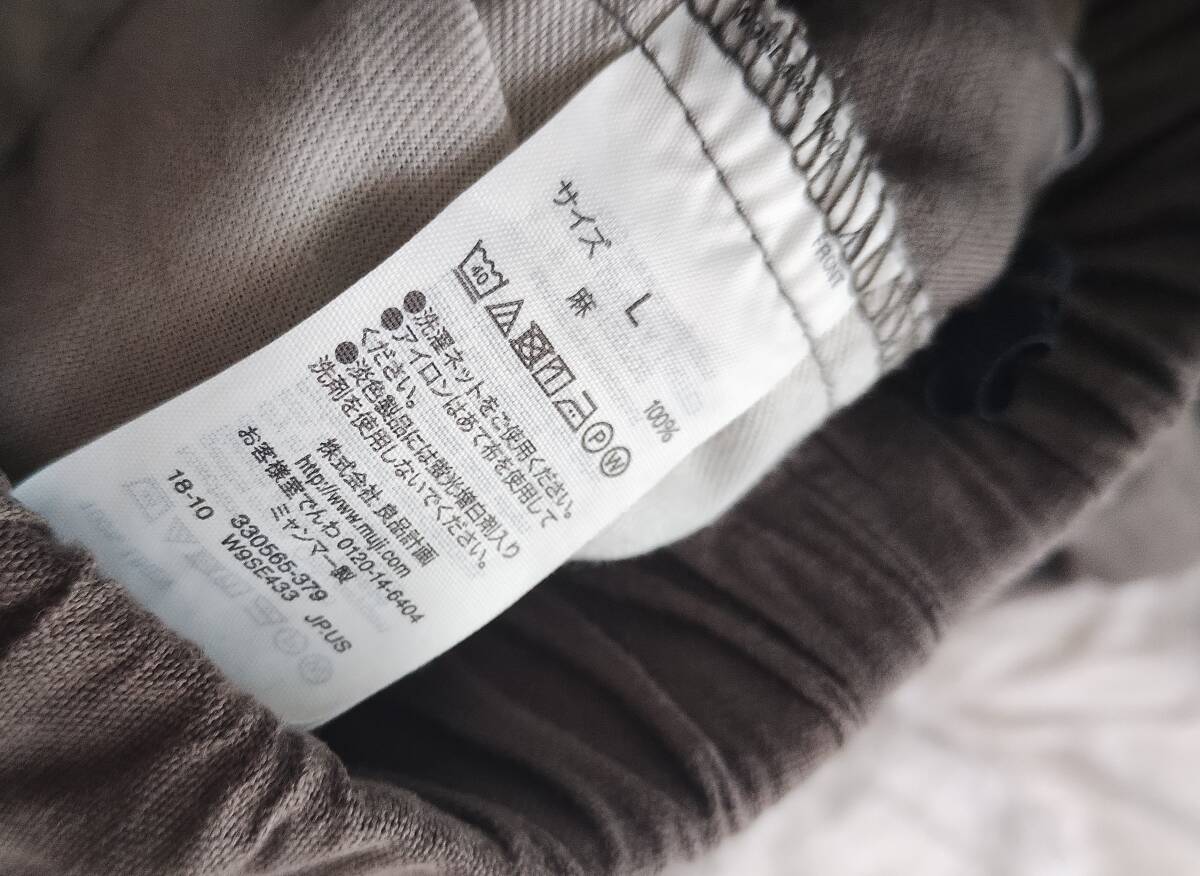 FRONT
サイズ L
麻 100%
40 P W
●洗濯ネットをご使用ください。
●アイロンはあて布を使用して
ください。
●淡色製品には蛍光増白剤入り
洗剤を使用しないでください。
株式会社 良品計画
http://www.muji.com
お客様室でんわ 0120-14-6404
ミャンマー製
18-10 330565-379
W9SE433 JP.US